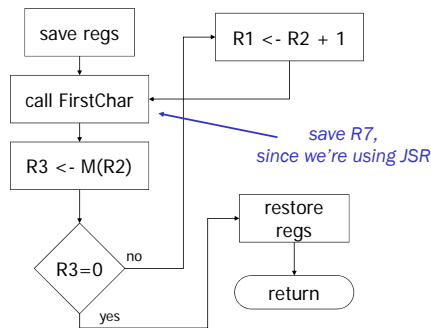 save regs
R1 <- R2 + 1
call FirstChar
save R7,
since we're using JSR
R3 <- M(R2)
restore
regs
no
R3=0
return
yes